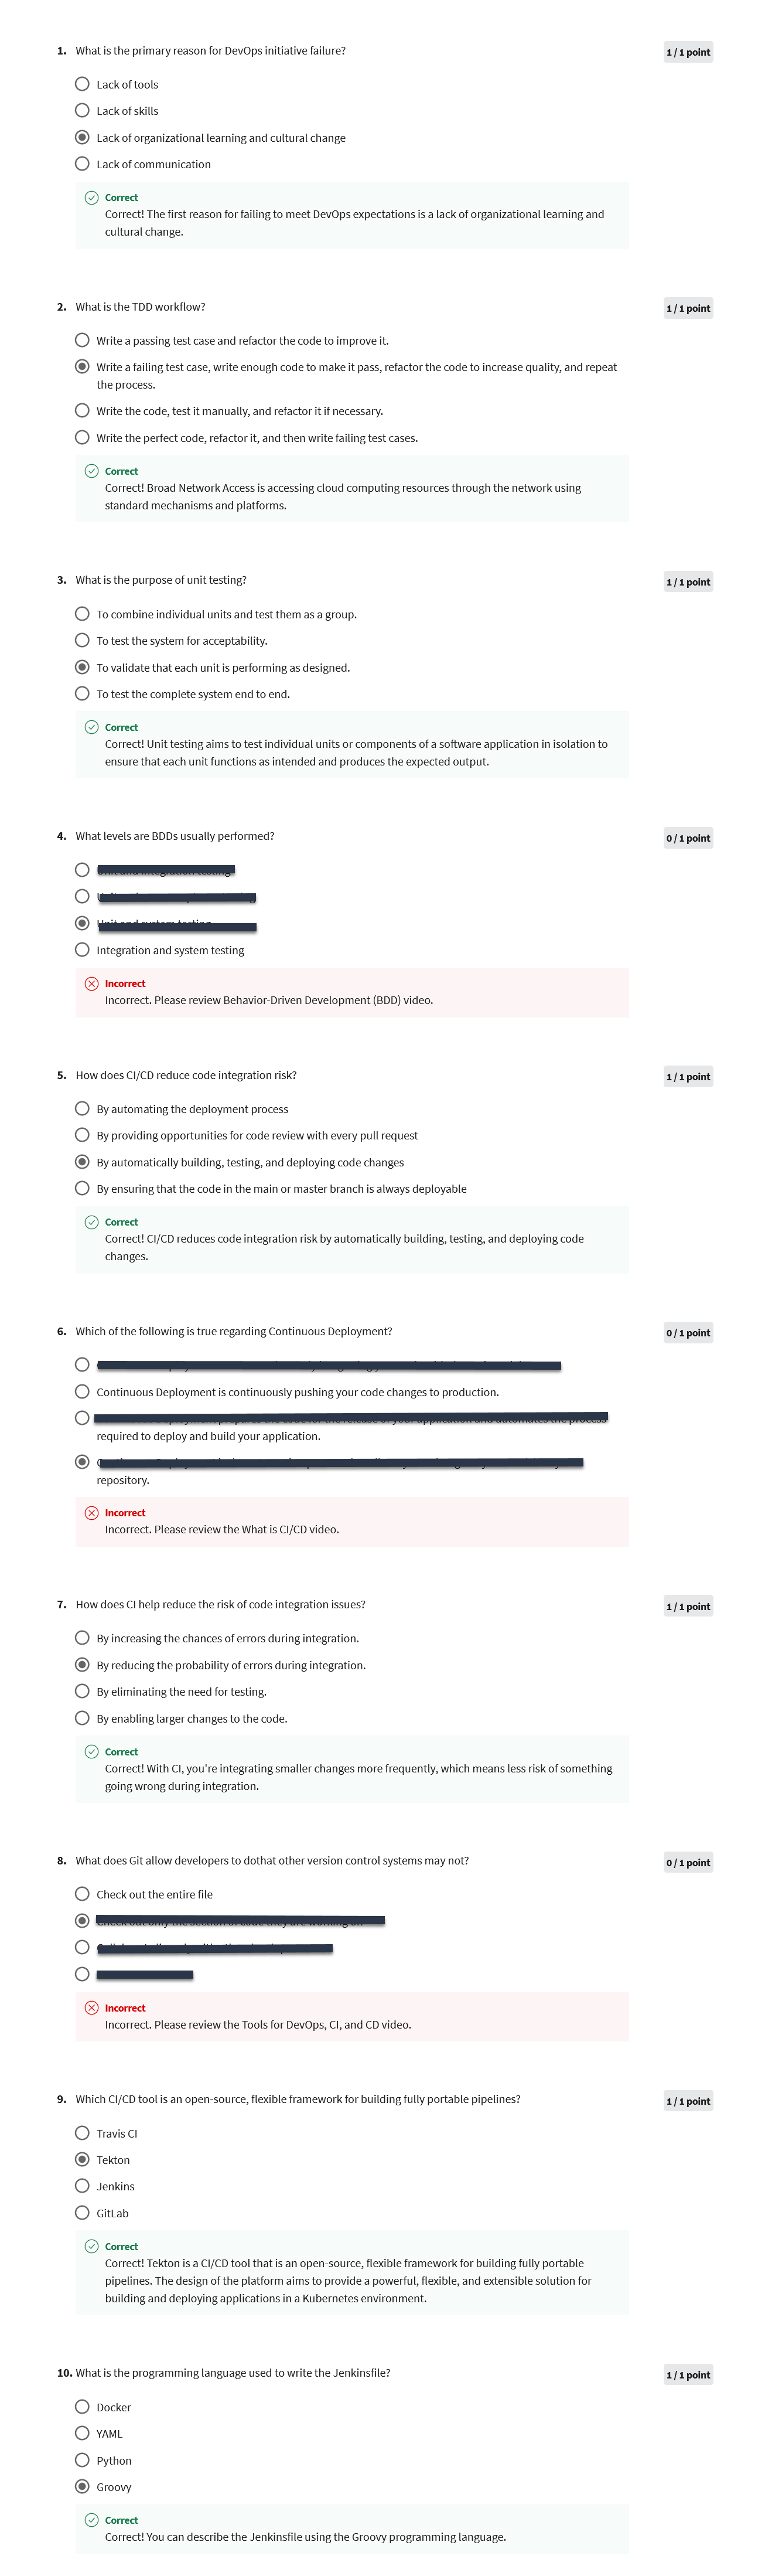 1. What is the primary reason for DevOps initiative failure?
1 / 1 point
Lack of tools
Lack of skills
Lack of organizational learning and cultural change
Lack of communication
Correct
Correct! The first reason for failing to meet DevOps expectations is a lack of organizational learning and
cultural change.
2. What is the TDD workflow?
1 / 1 point
Write a passing test case and refactor the code to improve it.
Write a failing test case, write enough code to make it pass, refactor the code to increase quality, and repeat
the process.
Write the code, test it manually, and refactor it if necessary.
Write the perfect code, refactor it, and then write failing test cases.
Correct
Correct! Broad Network Access is accessing cloud computing resources through the network using
standard mechanisms and platforms.
3. What is the purpose of unit testing?
1 / 1 point
To combine individual units and test them as a group.
To test the system for acceptability.
To validate that each unit is performing as designed.
To test the complete system end to end.
Correct
Correct! Unit testing aims to test individual units or components of a software application in isolation to
ensure that each unit functions as intended and produces the expected output.
4. What levels are BDDs usually performed?
0 / 1 point
Unit and system testing
Integration and system testing
Incorrect
Incorrect. Please review Behavior-Driven Development (BDD) video.
5. How does CI/CD reduce code integration risk?
1 / 1 point
By automating the deployment process
By providing opportunities for code review with every pull request
By automatically building, testing, and deploying code changes
By ensuring that the code in the main or master branch is always deployable
Correct
Correct! CI/CD reduces code integration risk by automatically building, testing, and deploying code
changes.
6. Which of the following is true regarding Continuous Deployment?
0 / 1 point
Continuous Deployment is continuously pushing your code changes to production.
required to deploy and build your application.
repository.
Incorrect
Incorrect. Please review the What is CI/CD video.
7. How does CI help reduce the risk of code integration issues?
1 / 1 point
By increasing the chances of errors during integration.
By reducing the probability of errors during integration.
By eliminating the need for testing.
By enabling larger changes to the code.
Correct
Correct! With CI, you're integrating smaller changes more frequently, which means less risk of something
going wrong during integration.
8. What does Git allow developers to dothat other version control systems may not?
0 / 1 point
Check out the entire file
Incorrect
Incorrect. Please review the Tools for DevOps, CI, and CD video.
9. Which CI/CD tool is an open-source, flexible framework for building fully portable pipelines?
1 / 1 point
Travis CI
Tekton
Jenkins
GitLab
Correct
Correct! Tekton is a CI/CD tool that is an open-source, flexible framework for building fully portable
pipelines. The design of the platform aims to provide a powerful, flexible, and extensible solution for
building and deploying applications in a Kubernetes environment.
10. What is the programming language used to write the Jenkinsfile?
1 / 1 point
Docker
YAML
Python
Groovy
Correct
Correct! You can describe the Jenkinsfile using the Groovy programming language.